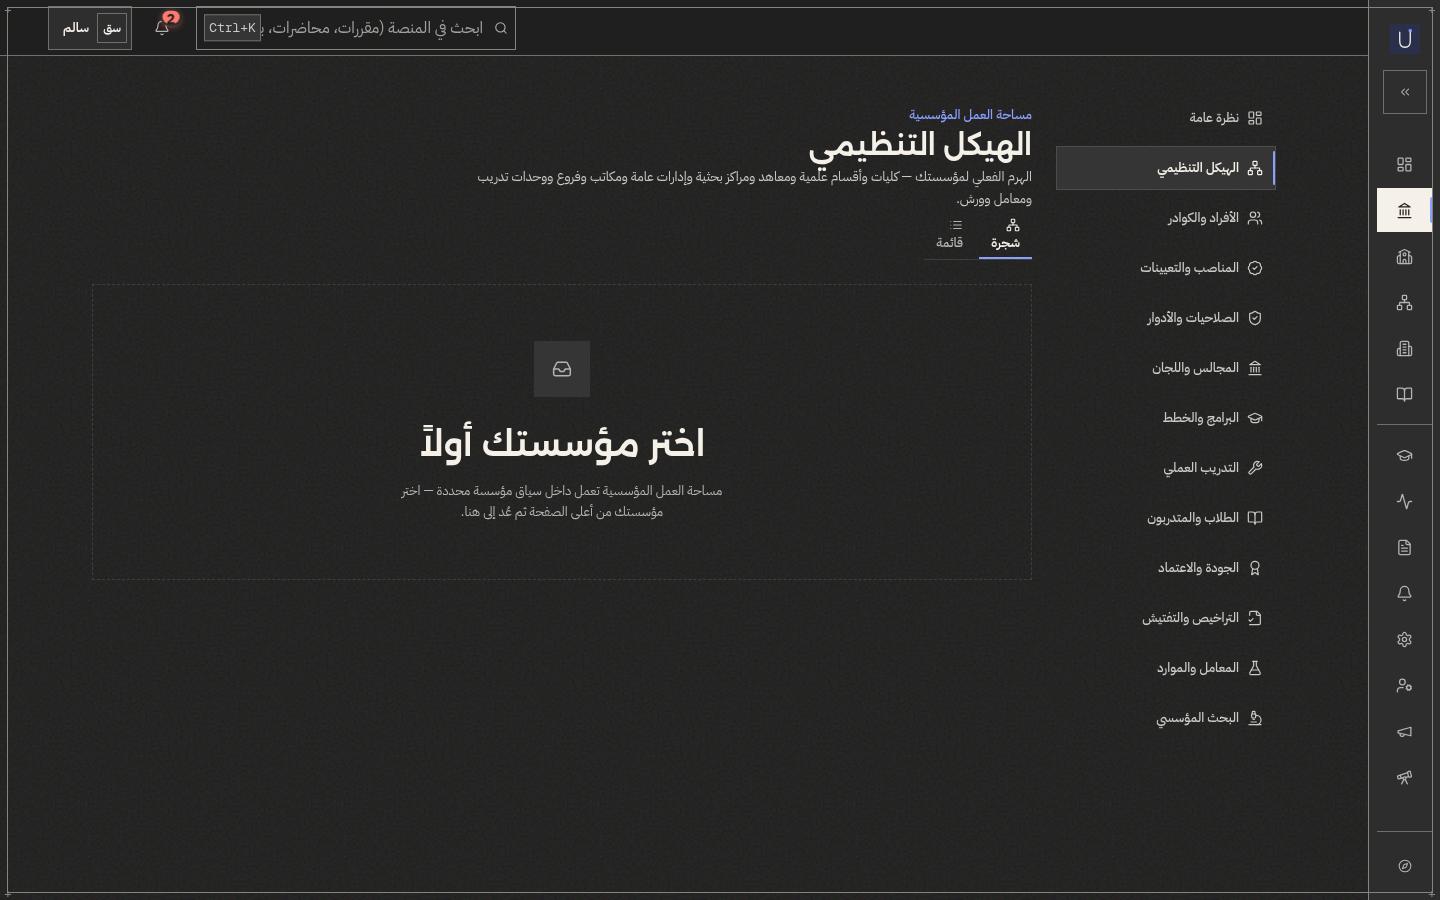 ابحث في المنصة (مقررات، محاضرات، ب
Ctrl+K
2
سق
سالم
نظرة عامة
الهيكل التنظيمي
الأفراد والكوادر
المناصب والتعيينات
الصلاحيات والأدوار
المجالس واللجان
البرامج والخطط
التدريب العملي
الطلاب والمتدربون
الجودة والاعتماد
التراخيص والتفتيش
المعامل والموارد
البحث المؤسسي
مساحة العمل المؤسسية
الهيكل التنظيمي
الهرم الفعلي لمؤسستك — كليات وأقسام علمية ومعاهد ومراكز بحثية وإدارات عامة ومكاتب وفروع ووحدات تدريب
ومعامل وورش.
شجرة
قائمة
اختر مؤسستك أولاً
مساحة العمل المؤسسية تعمل داخل سياق مؤسسة محددة — اختر
مؤسستك من أعلى الصفحة ثم عُد إلى هنا.